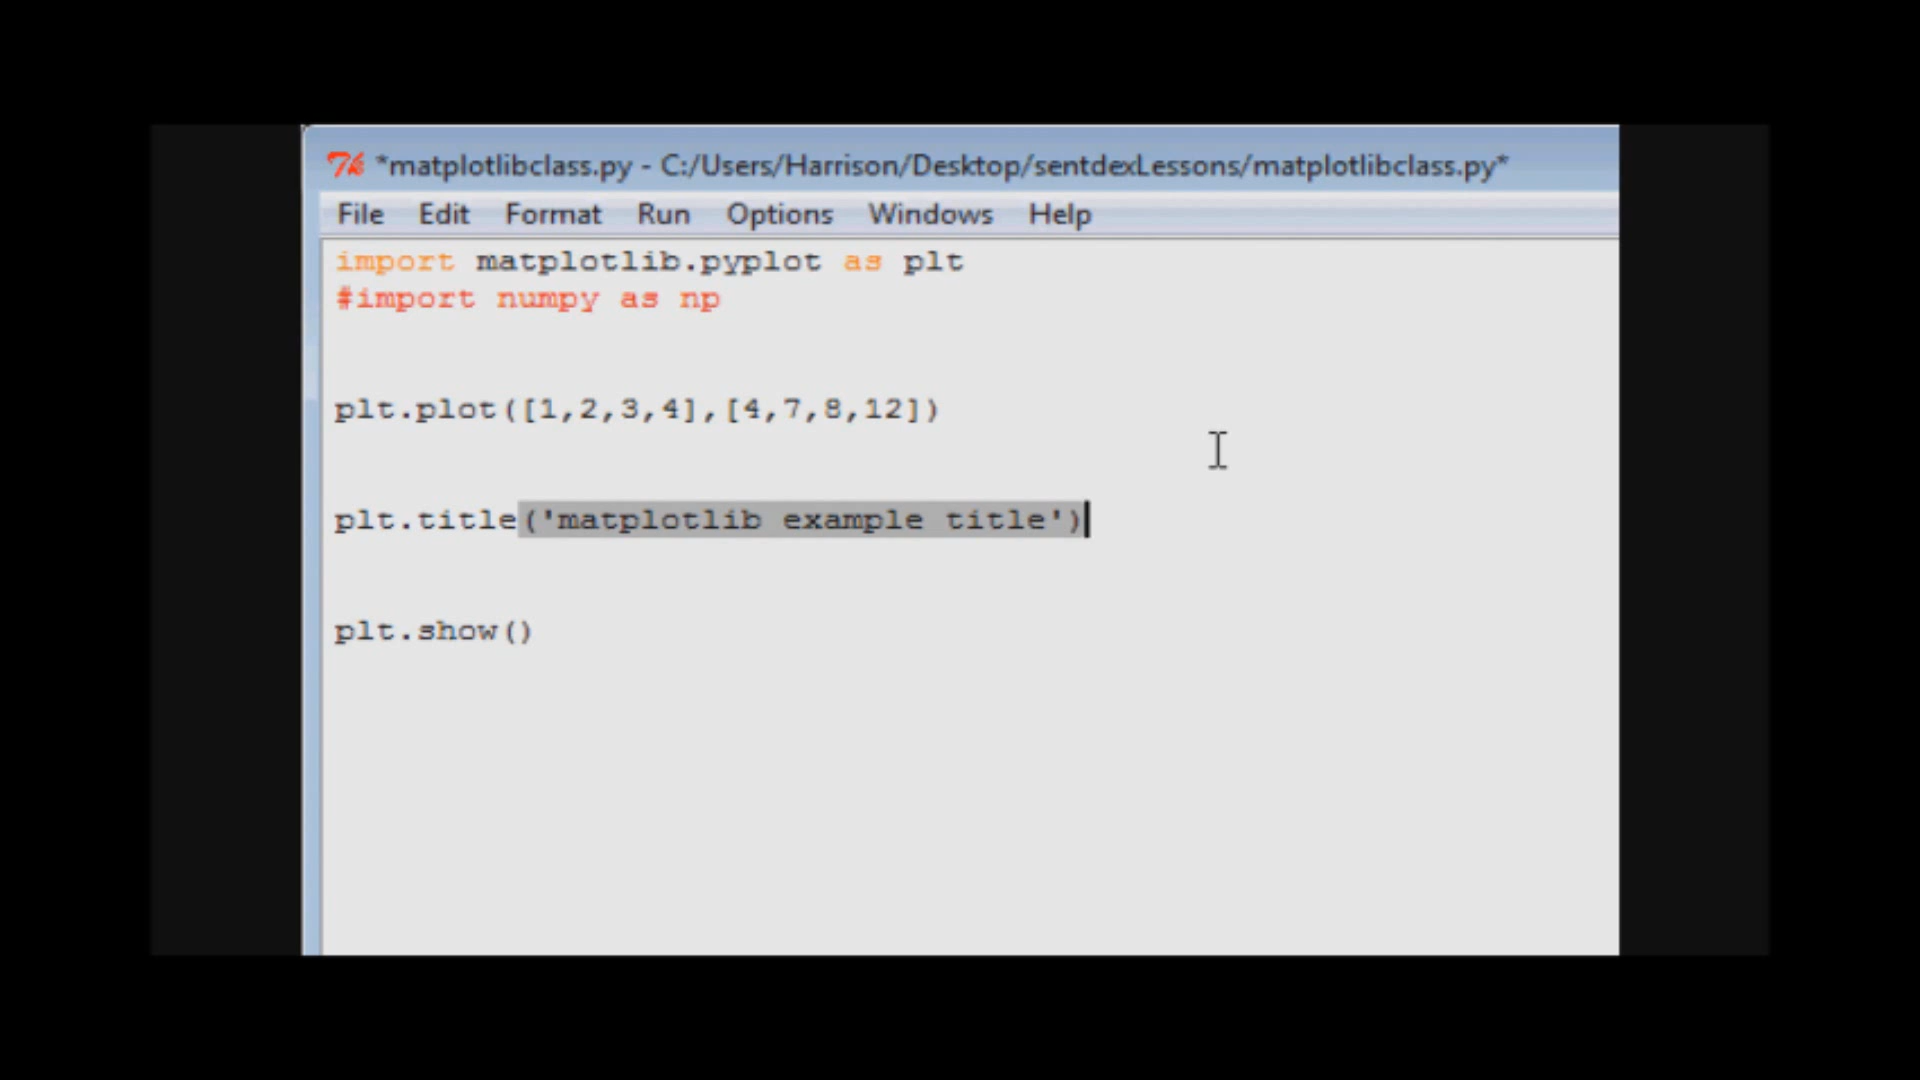 *matplotlibclass.py - C:/Users/Harrison/Desktop/sentdexLessons/matplotlibclass.py*
File Edit Format Run Options Windows Help
import matplotlib.pyplot as plt
#import numpy as np
plt.plot([1,2,3,4],[4,7,8,12])
plt.title('matplotlib example title')
plt.show()